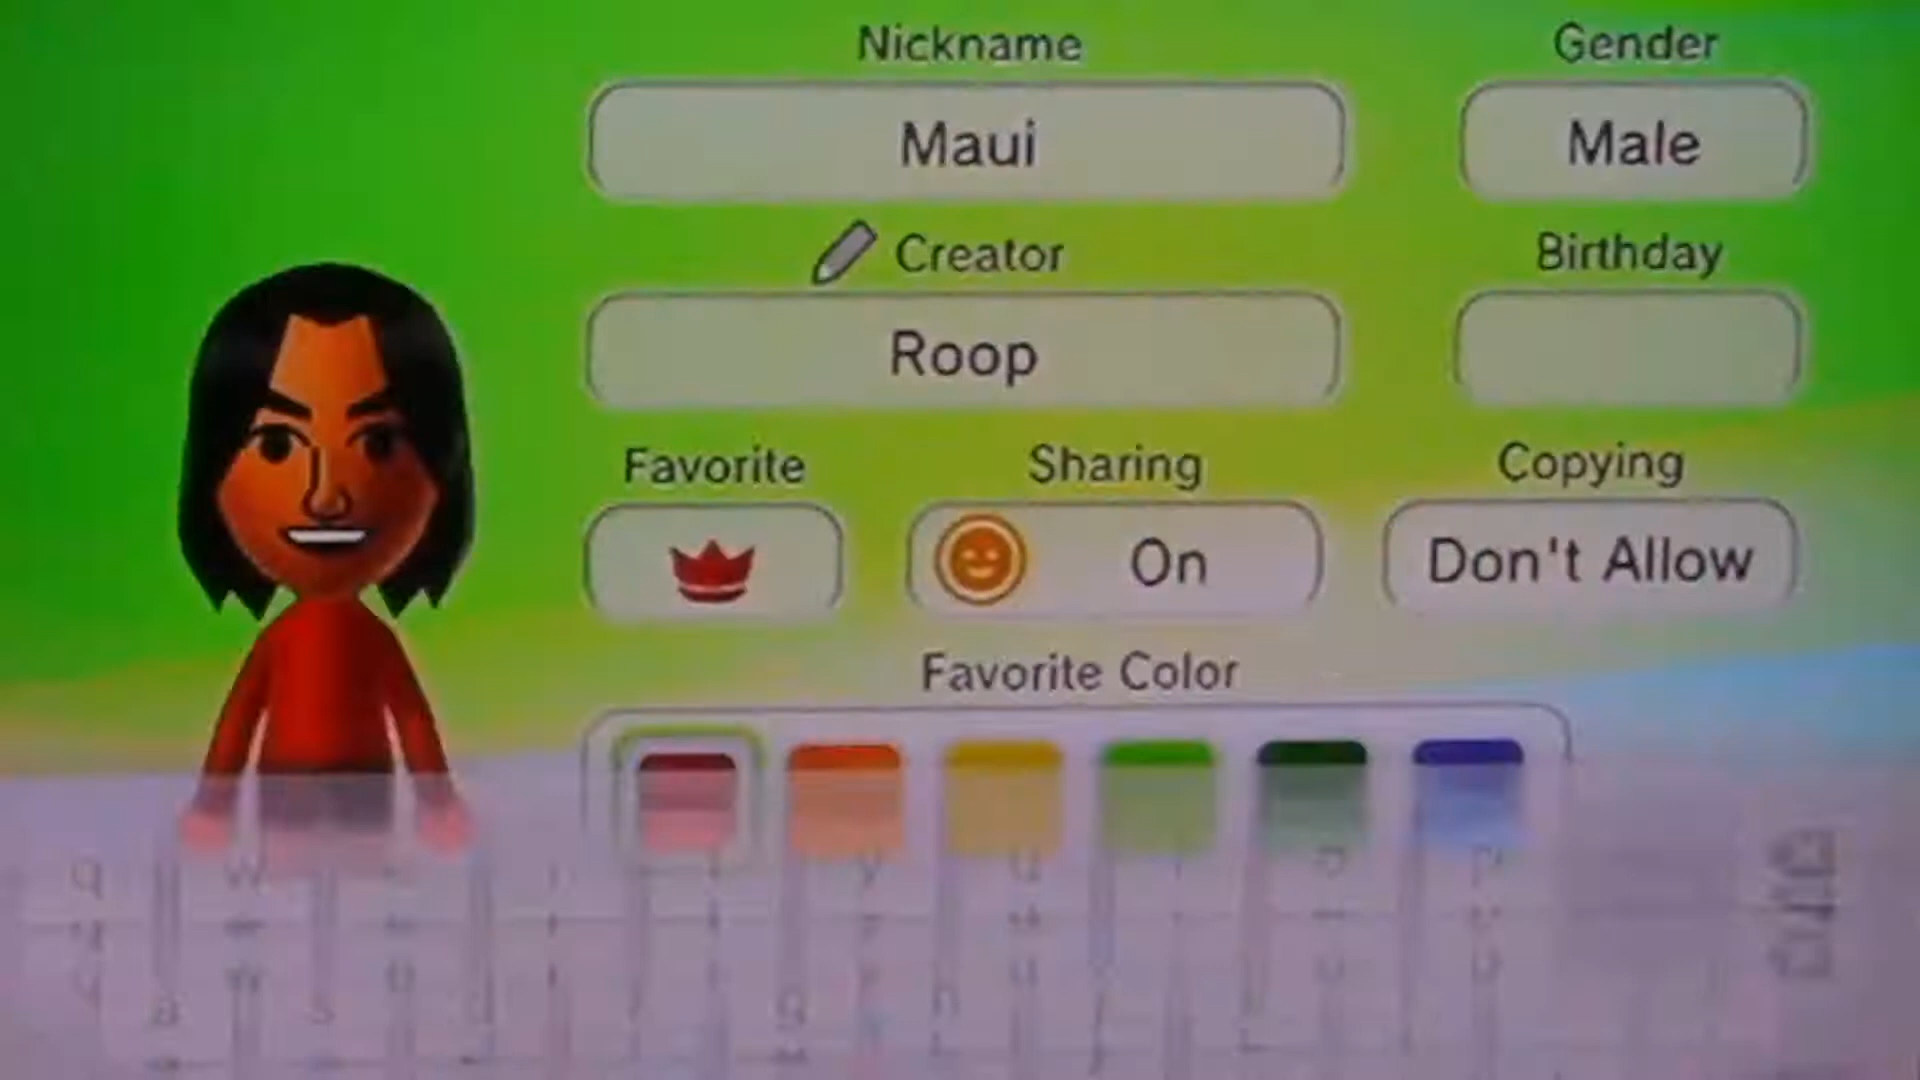 Nickname
Gender
Maui
Male
Creator
Birthday
Roop
Favorite
Sharing
Copying
On
Don't Allow
Favorite Color